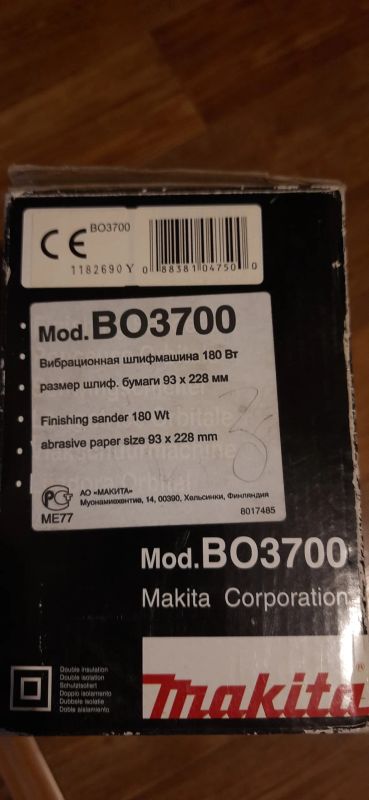 CE
BO3700
1182690 Y
0 88381 04750 0
Mod.BO3700
Вибрационная шлифмашина 180 Вт
размер шлиф. бумаги 93 x 228 мм
Finishing sander 180 Wt
abrasive paper size 93 x 228 mm
АО «МАКИТА»
Муонамиехентие, 14, 00390, Хельсинки, Финляндия
ME77
8017485
Mod.BO3700
Makita Corporation
Double insulation
Double isolation
Schutzisoliert
Doppio isolamento
Dubbele isolatie
Doble aislamiento
makita